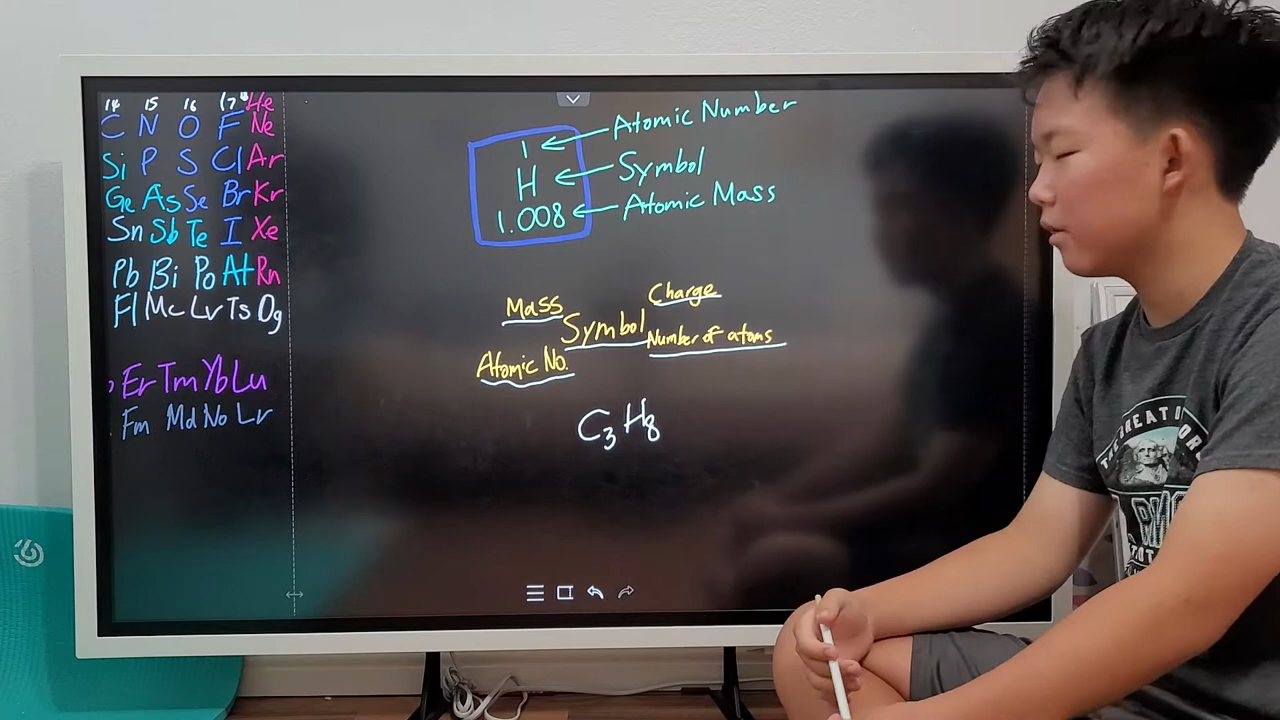 14 15 16 17 He
C N O F Ne
Si P S Cl Ar
Ge As Se Br Kr
Sn Sb Te I Xe
Pb Bi Po At Rn
Fl Mc Lv Ts Og
Er Tm Yb Lu
Fm Md No Lr
1 Atomic Number
H Symbol
1.008 Atomic Mass
Mass Charge
Symbol
Atomic No. Number of atoms
C3H8